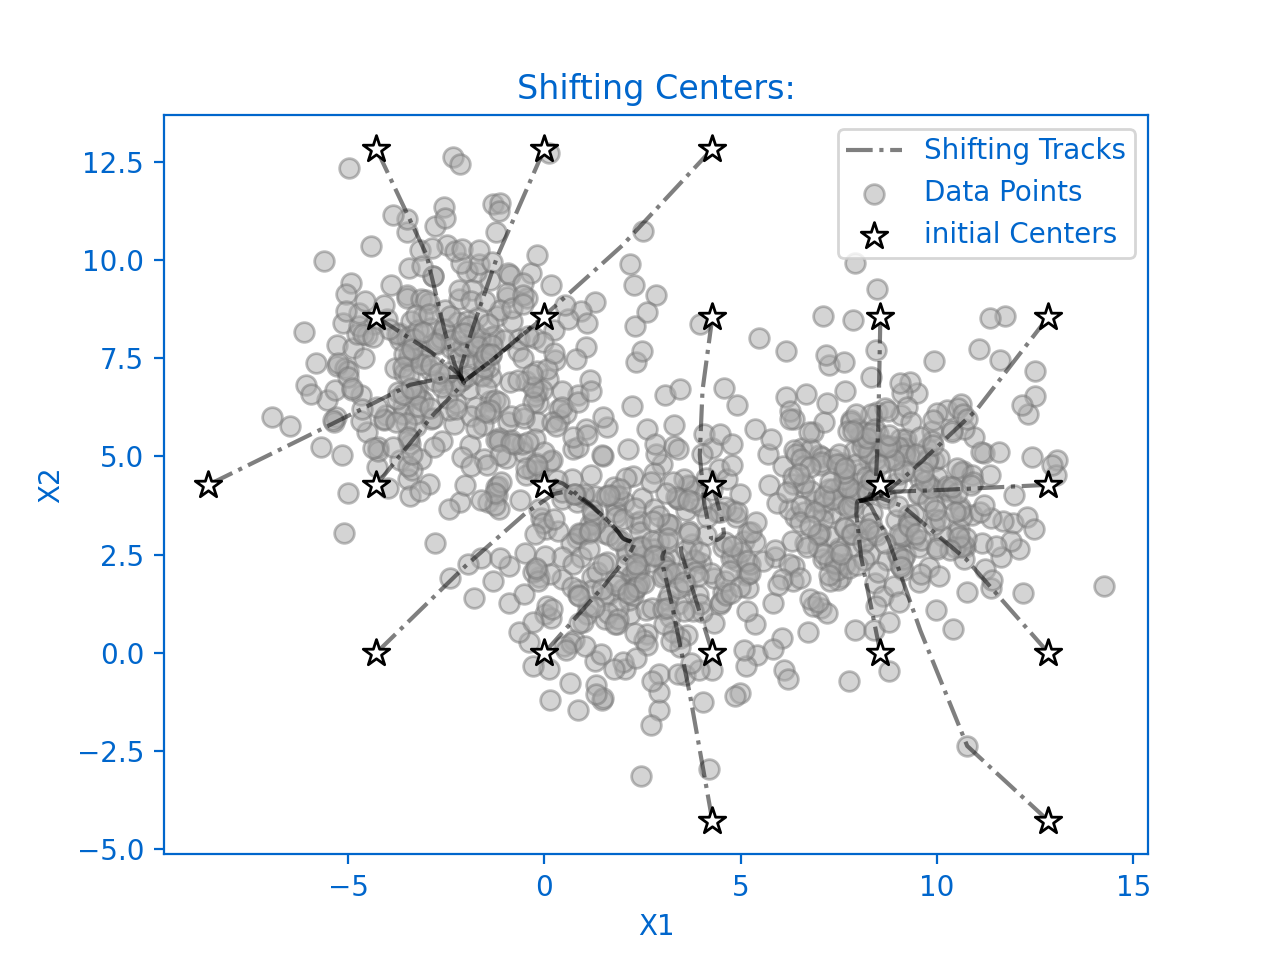 Shifting Centers:
Shifting Tracks
Data Points
initial Centers
12.5
10.0
7.5
5.0
2.5
0.0
−2.5
−5.0
X2
−5 0 5 10 15
X1